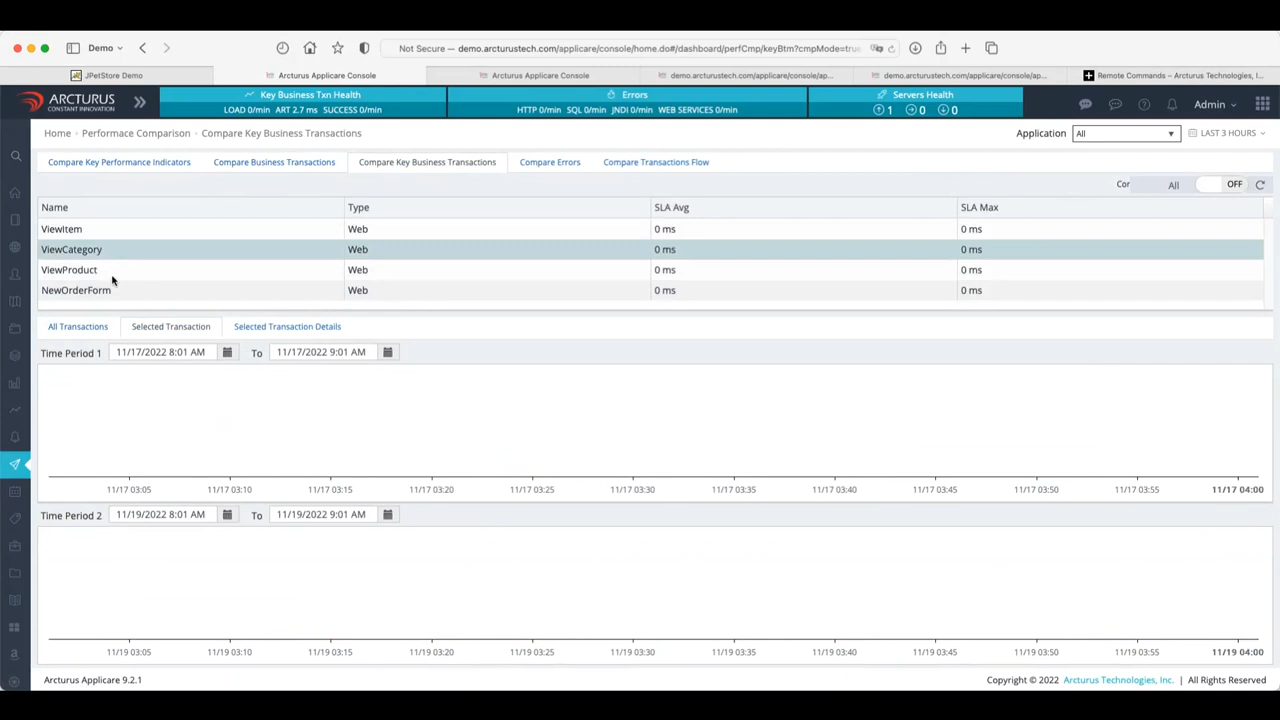 Demo
Not Secure — demo.arcturustech.com/applicare/console/home.do#/dashboard/perfCmp/keyBtm?cmpMode=true
JPetStore Demo
Arcturus Applicare Console
Arcturus Applicare Console
demo.arcturustech.com/applicare/console/ap...
demo.arcturustech.com/applicare/console/ap...
Remote Commands – Arcturus Technologies, I...
ARCTURUS
CONSTANT INNOVATION
Key Business Txn Health
LOAD 0/min ART 2.7 ms SUCCESS 0/min
Errors
HTTP 0/min SQL 0/min JNDI 0/min WEB SERVICES 0/min
Servers Health
1 0 0
Admin
Home Performace Comparison Compare Key Business Transactions
Application All LAST 3 HOURS
Compare Key Performance Indicators Compare Business Transactions Compare Key Business Transactions Compare Errors Compare Transactions Flow
Cor All OFF
Name Type SLA Avg SLA Max
ViewItem Web 0 ms 0 ms
ViewCategory Web 0 ms 0 ms
ViewProduct Web 0 ms 0 ms
NewOrderForm Web 0 ms 0 ms
All Transactions Selected Transaction Selected Transaction Details
Time Period 1 11/17/2022 8:01 AM To 11/17/2022 9:01 AM
11/17 03:05 11/17 03:10 11/17 03:15 11/17 03:20 11/17 03:25 11/17 03:30 11/17 03:35 11/17 03:40 11/17 03:45 11/17 03:50 11/17 03:55 11/17 04:00
Time Period 2 11/19/2022 8:01 AM To 11/19/2022 9:01 AM
11/19 03:05 11/19 03:10 11/19 03:15 11/19 03:20 11/19 03:25 11/19 03:30 11/19 03:35 11/19 03:40 11/19 03:45 11/19 03:50 11/19 03:55 11/19 04:00
Arcturus Applicare 9.2.1
Copyright © 2022 Arcturus Technologies, Inc. | All Rights Reserved